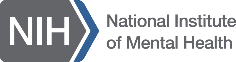 NIH
National Institute
of Mental Health